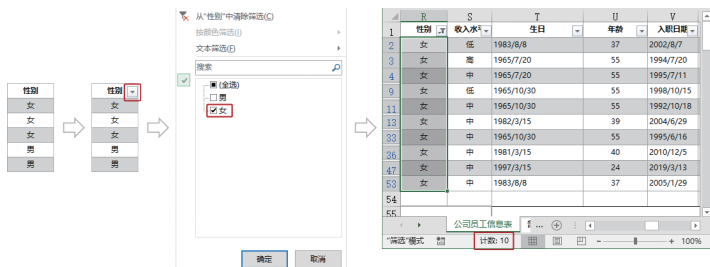 性别
女
女
女
男
男
性别
女
女
女
男
男
从"性别"中清除筛选(C)
按颜色筛选(I)
文本筛选(F)
搜索
(全选)
男
女
确定 取消
R S T U V
1 性别 收入水 生日 年龄 入职日期
2 女 低 1983/8/8 37 2002/8/7
3 女 高 1965/7/20 55 1994/7/20
4 女 中 1965/7/20 55 1995/7/11
9 女 低 1965/10/30 55 1998/10/15
11 女 中 1965/10/30 55 1992/10/18
13 女 中 1982/3/15 39 2004/6/29
33 女 中 1965/10/30 55 1995/6/16
36 女 中 1981/3/15 40 2010/12/5
47 女 中 1997/3/15 24 2019/3/13
53 女 中 1983/8/8 37 2005/1/29
54
55
公司员工信息表 ...
"筛选"模式 计数: 10 100%